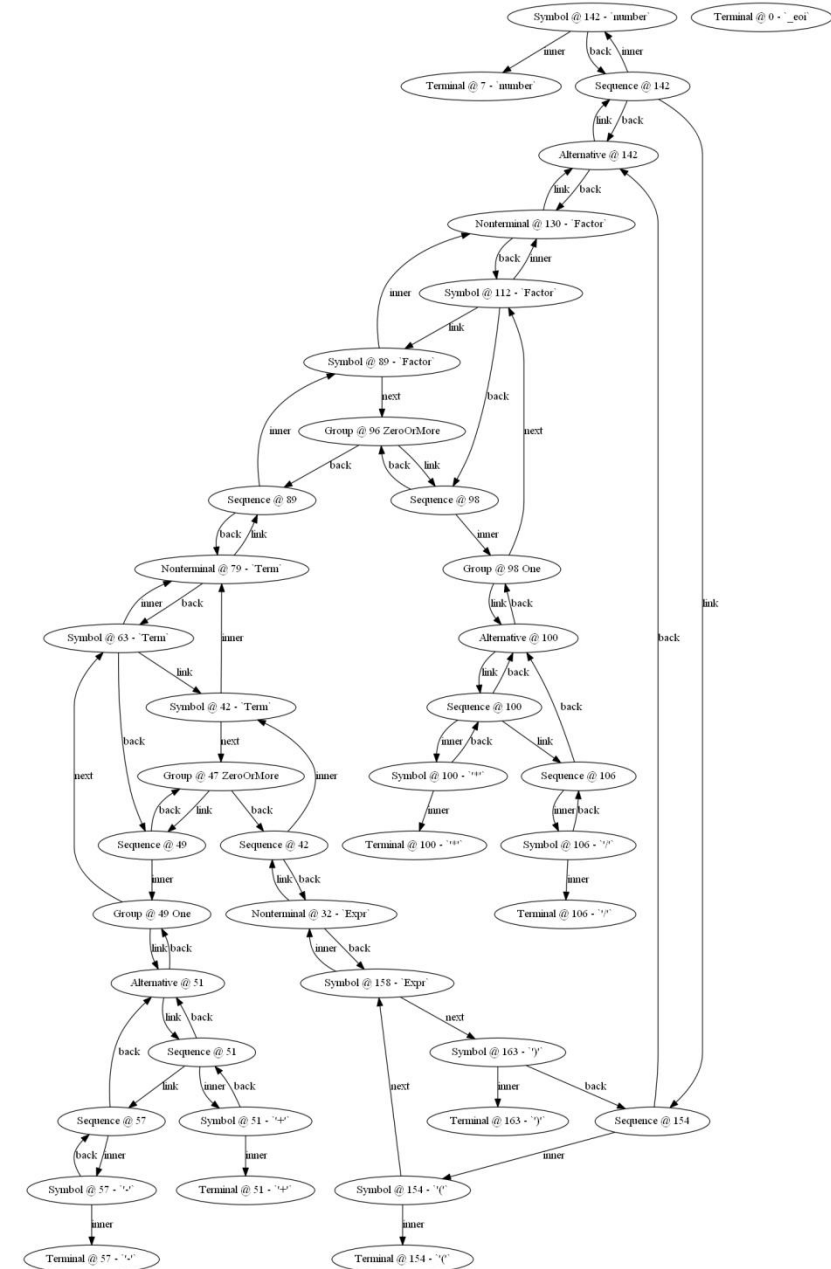 Symbol @ 142 - `number`
Terminal @ 0 - `_eoi`
inner
back
inner
Terminal @ 7 - `number`
Sequence @ 142
link
back
Alternative @ 142
link
back
Nonterminal @ 130 - `Factor`
back
inner
inner
Symbol @ 112 - `Factor`
link
Symbol @ 89 - `Factor`
next
back
inner
next
Group @ 96 ZeroOrMore
back
back
link
Sequence @ 89
Sequence @ 98
back
link
inner
Nonterminal @ 79 - `Term`
Group @ 98 One
inner
back
link
back
link
Symbol @ 63 - `Term`
inner
Alternative @ 100
back
link
link
back
Symbol @ 42 - `Term`
Sequence @ 100
back
next
next
inner
back
link
back
inner
Group @ 47 ZeroOrMore
Symbol @ 100 - `'*'`
Sequence @ 106
back
link
back
inner
inner
back
Sequence @ 49
Sequence @ 42
Terminal @ 100 - `'*'`
Symbol @ 106 - `'/'`
inner
link
back
inner
Group @ 49 One
Nonterminal @ 32 - `Expr`
Terminal @ 106 - `'/'`
link
back
inner
back
Alternative @ 51
Symbol @ 158 - `Expr`
link
back
next
back
Sequence @ 51
Symbol @ 163 - `')'`
link
inner
back
next
inner
back
Sequence @ 57
Symbol @ 51 - `'+'`
Terminal @ 163 - `')'`
Sequence @ 154
back
inner
inner
inner
Symbol @ 57 - `'-'`
Terminal @ 51 - `'+'`
Symbol @ 154 - `'('`
inner
inner
Terminal @ 57 - `'-'`
Terminal @ 154 - `'('`